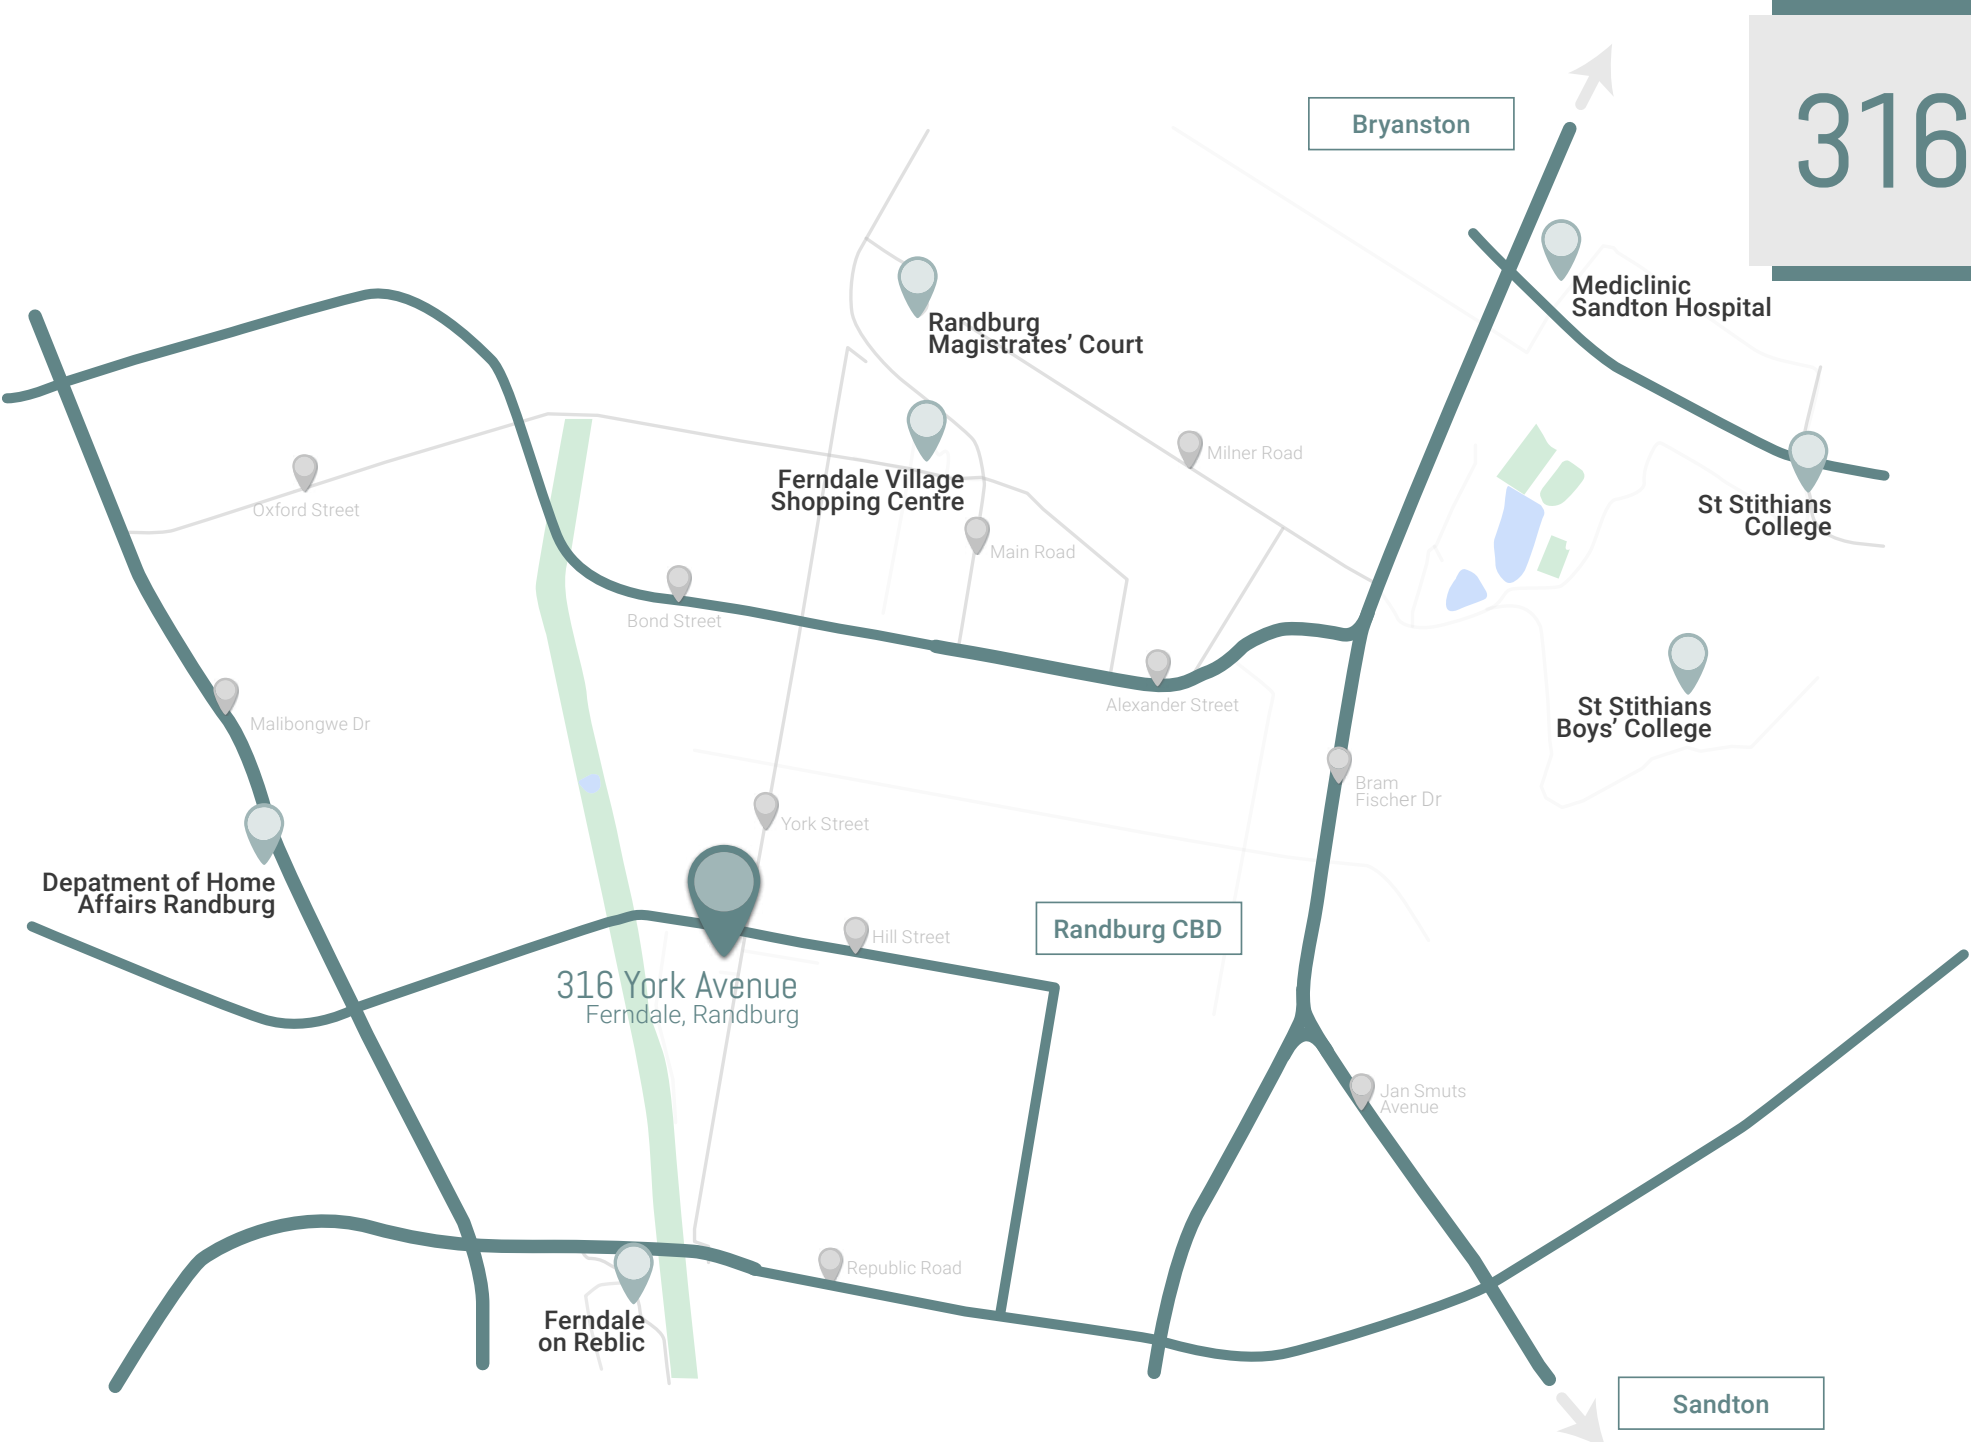 316
Bryanston
Mediclinic
Sandton Hospital
Randburg
Magistrates’ Court
Milner Road
Ferndale Village
Shopping Centre
Oxford Street
St Stithians
College
Main Road
Bond Street
Alexander Street
St Stithians
Boys’ College
Malibongwe Dr
Bram
Fischer Dr
York Street
Depatment of Home
Affairs Randburg
Hill Street
Randburg CBD
316 York Avenue
Ferndale, Randburg
Jan Smuts
Avenue
Republic Road
Ferndale
on Reblic
Sandton